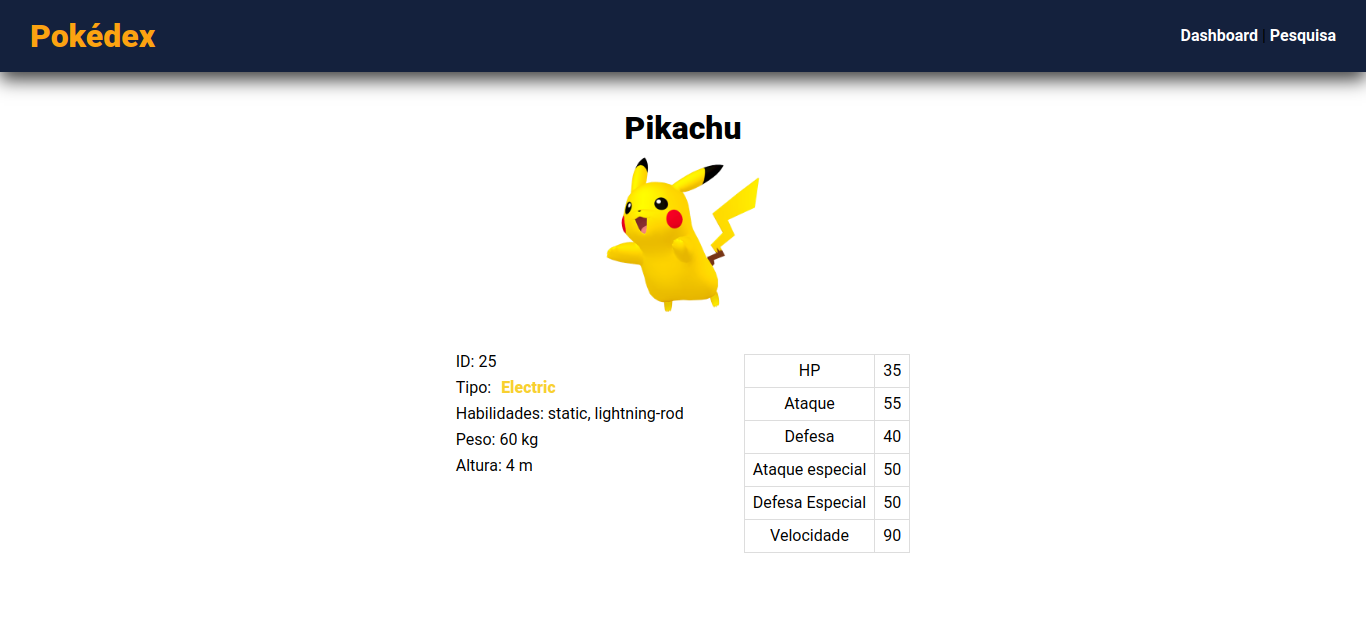 Pokédex
Dashboard | Pesquisa
Pikachu
ID: 25
Tipo: Electric
Habilidades: static, lightning-rod
Peso: 60 kg
Altura: 4 m
HP 35
Ataque 55
Defesa 40
Ataque especial 50
Defesa Especial 50
Velocidade 90